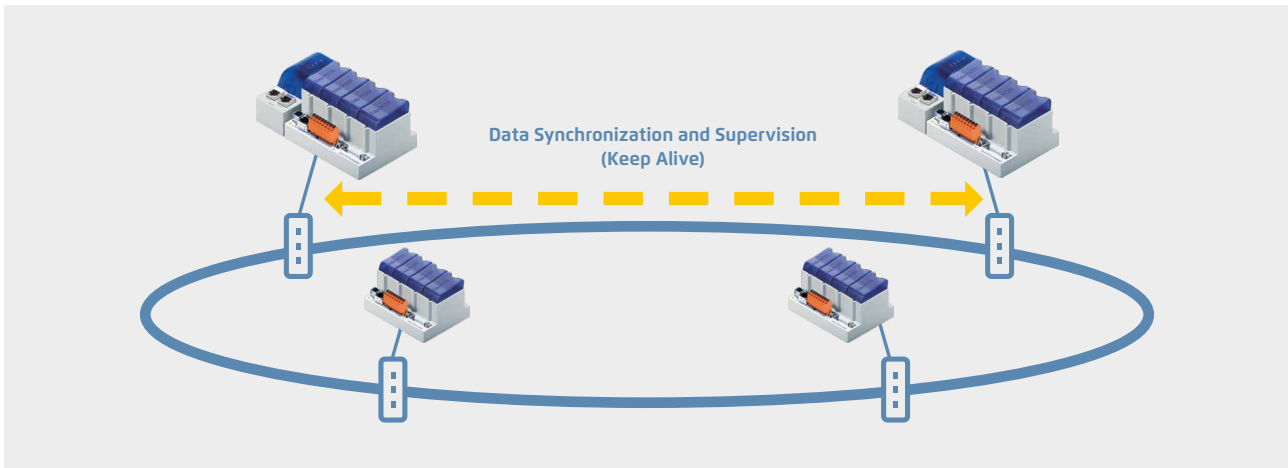 Data Synchronization and Supervision
(Keep Alive)